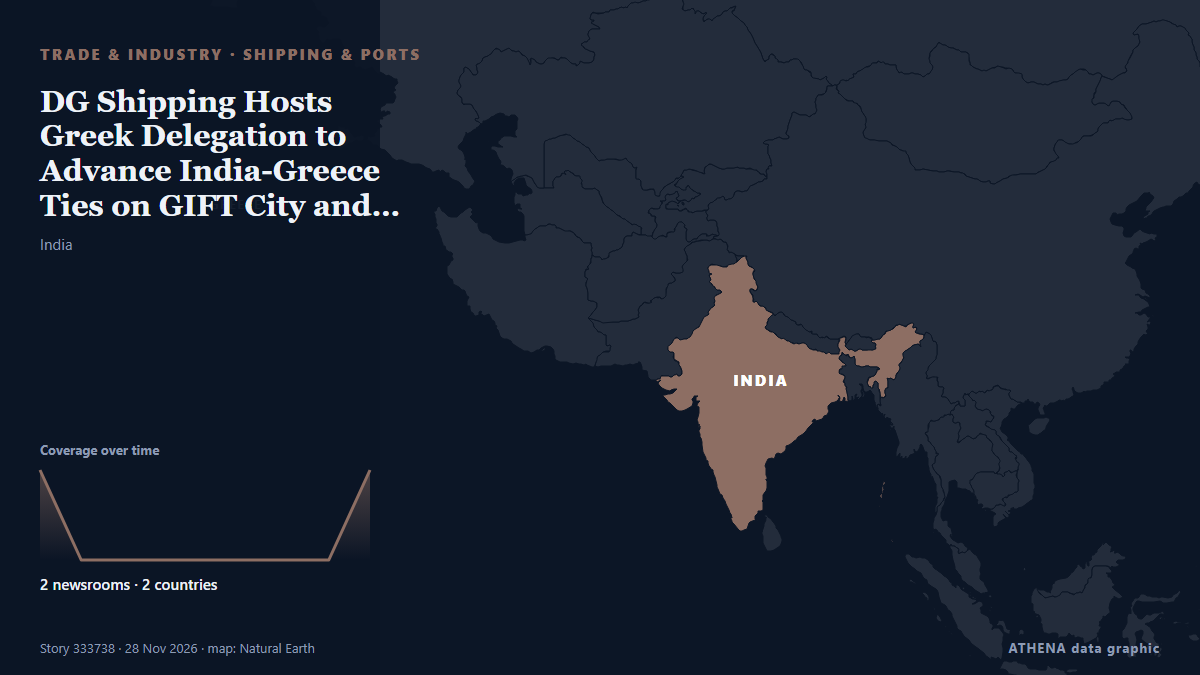 TRADE & INDUSTRY · SHIPPING & PORTS
DG Shipping Hosts
Greek Delegation to
Advance India-Greece
Ties on GIFT City and...
India
INDIA
Coverage over time
2 newsrooms · 2 countries
Story 333738 · 28 Nov 2026 · map: Natural Earth
ATHENA data graphic